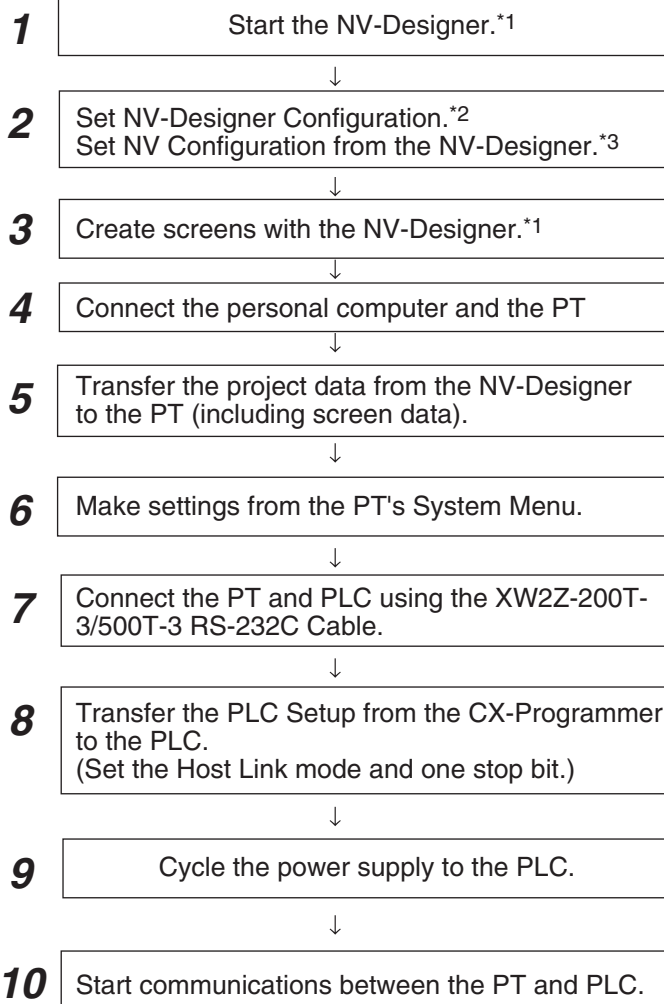 1 Start the NV-Designer.*1
↓
2 Set NV-Designer Configuration.*2
Set NV Configuration from the NV-Designer.*3
↓
3 Create screens with the NV-Designer.*1
↓
4 Connect the personal computer and the PT
↓
5 Transfer the project data from the NV-Designer
to the PT (including screen data).
↓
6 Make settings from the PT's System Menu.
↓
7 Connect the PT and PLC using the XW2Z-200T-
3/500T-3 RS-232C Cable.
↓
8 Transfer the PLC Setup from the CX-Programmer
to the PLC.
(Set the Host Link mode and one stop bit.)
↓
9 Cycle the power supply to the PLC.
↓
10 Start communications between the PT and PLC.